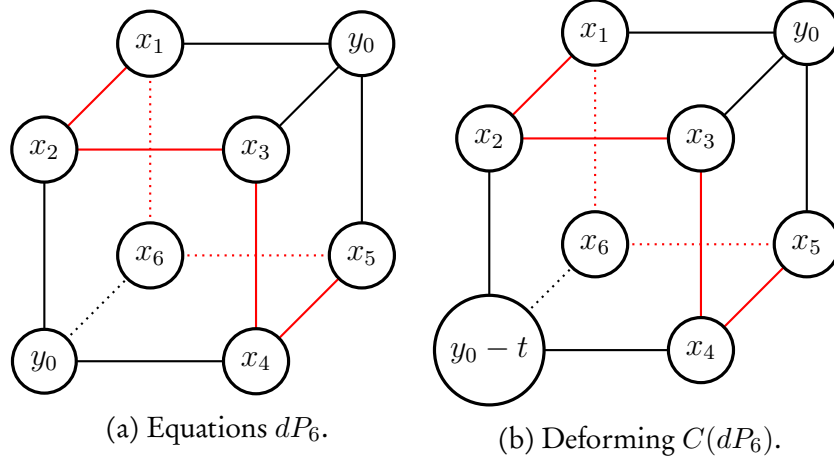 x₁ y₀ x₁ y₀
x₂ x₃ x₂ x₃
x₆ x₅ x₆ x₅
y₀ x₄ y₀ − t x₄
(a) Equations dP₆.
(b) Deforming C(dP₆).